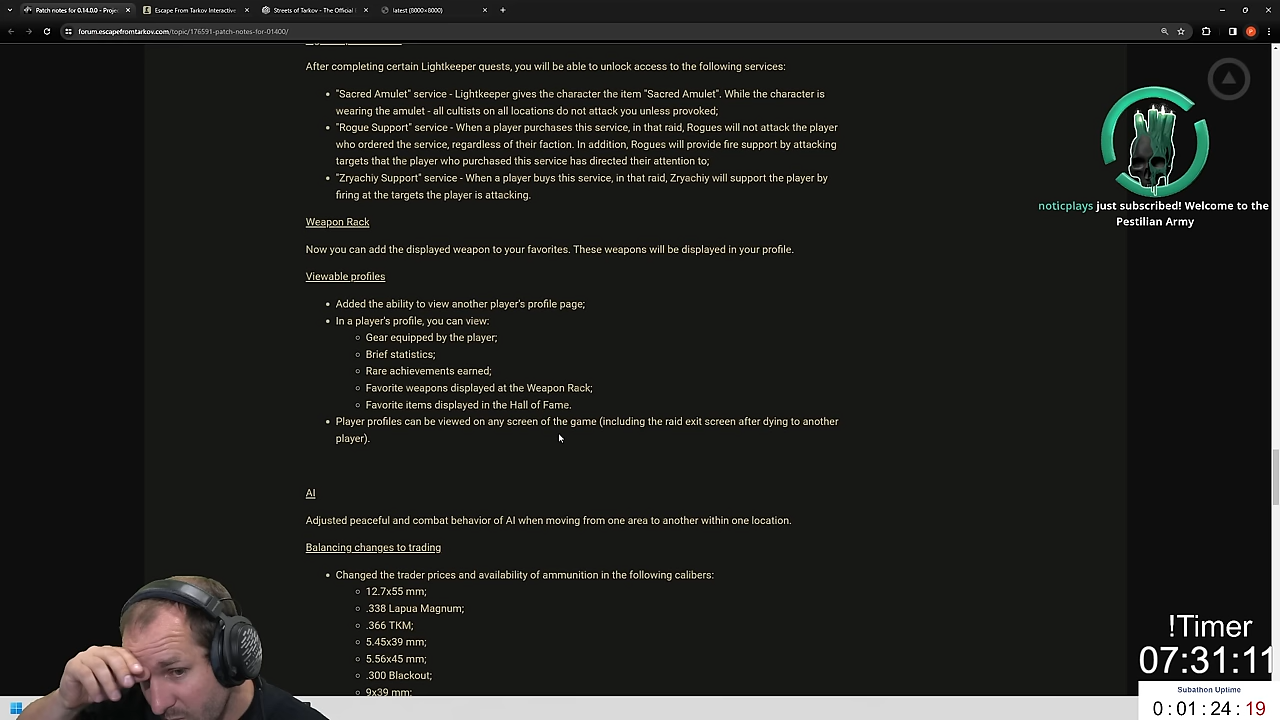 Patch notes for 0.14.0.0 - Proje
Escape From Tarkov Interactive
Streets of Tarkov - The Official
latest (8000×8000)
forum.escapefromtarkov.com/topic/176591-patch-notes-for-01400/
After completing certain Lightkeeper quests, you will be able to unlock access to the following services:
"Sacred Amulet" service - Lightkeeper gives the character the item "Sacred Amulet". While the character is
wearing the amulet - all cultists on all locations do not attack you unless provoked;
"Rogue Support" service - When a player purchases this service, in that raid, Rogues will not attack the player
who ordered the service, regardless of their faction. In addition, Rogues will provide fire support by attacking
targets that the player who purchased this service has directed their attention to;
"Zryachiy Support" service - When a player buys this service, in that raid, Zryachiy will support the player by
firing at the targets the player is attacking.
noticplays just subscribed! Welcome to the
Pestilian Army
Weapon Rack
Now you can add the displayed weapon to your favorites. These weapons will be displayed in your profile.
Viewable profiles
Added the ability to view another player's profile page;
In a player's profile, you can view:
Gear equipped by the player;
Brief statistics;
Rare achievements earned;
Favorite weapons displayed at the Weapon Rack;
Favorite items displayed in the Hall of Fame.
Player profiles can be viewed on any screen of the game (including the raid exit screen after dying to another
player).
AI
Adjusted peaceful and combat behavior of AI when moving from one area to another within one location.
Balancing changes to trading
Changed the trader prices and availability of ammunition in the following calibers:
12.7x55 mm;
.338 Lapua Magnum;
.366 TKM;
5.45x39 mm;
5.56x45 mm;
.300 Blackout;
9x39 mm;
!Timer
07:31:11
Subathon Uptime
0:01:24:19